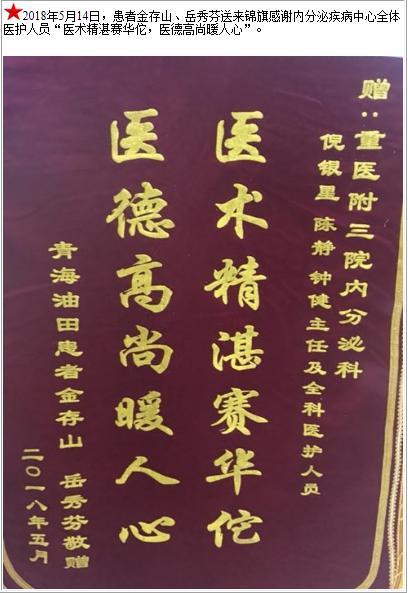 ★2018年5月14日，患者金存山、岳秀芬送来锦旗感谢内分泌疾病中心全体
医护人员“医术精湛赛华佗，医德高尚暖人心”。
赠：重医附三院内分泌科
倪银星 陈静 钟健主任及全科医护人员
医术精湛赛华佗
医德高尚暖人心
青海油田患者金存山 岳秀芬敬赠
二〇一八年五月